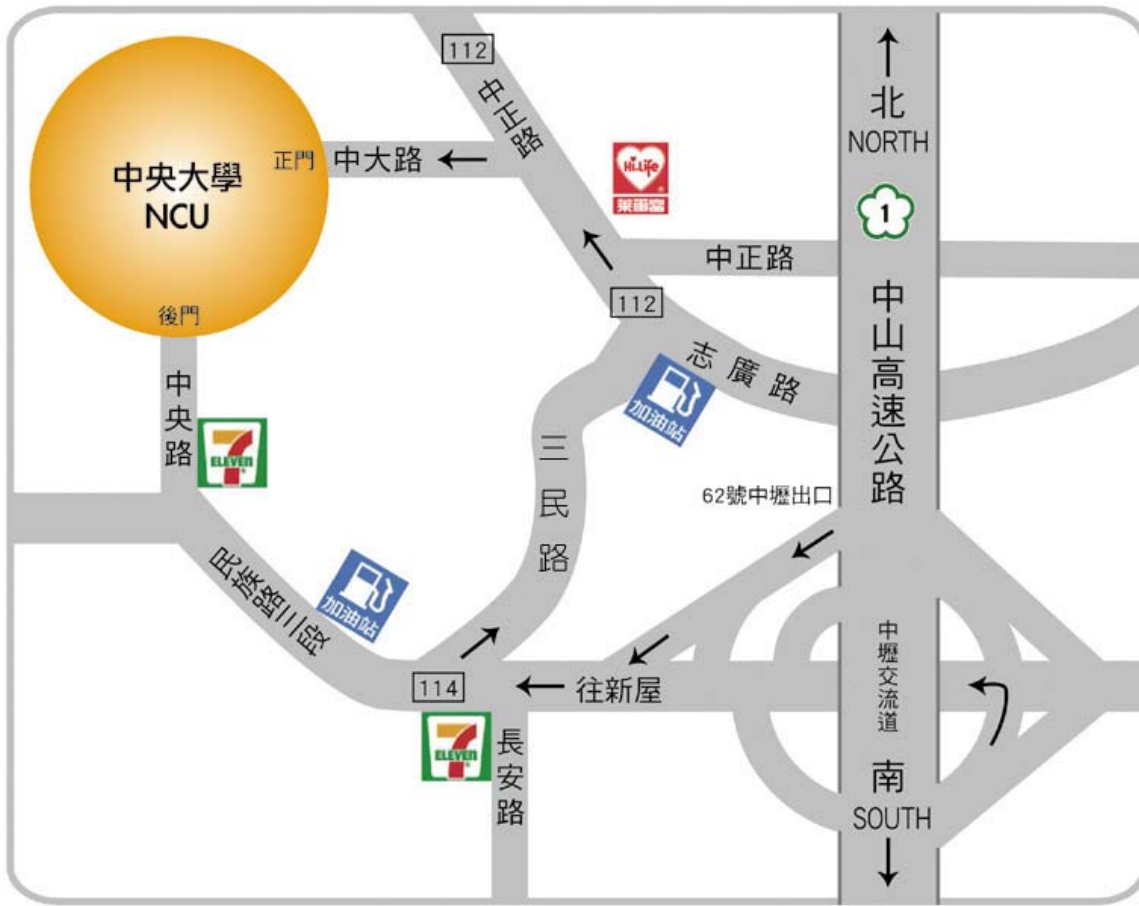 112
中正路
北
NORTH
正門
中大路
中央大學
NCU
Hi-Life
萊爾富
1
中正路
112
後門
志廣路
中山高速公路
加油站
中央路
7
ELEVEN
三民路
62號中壢出口
民族路三段
加油站
中壢交流道
114
往新屋
7
ELEVEN
長安路
南
SOUTH